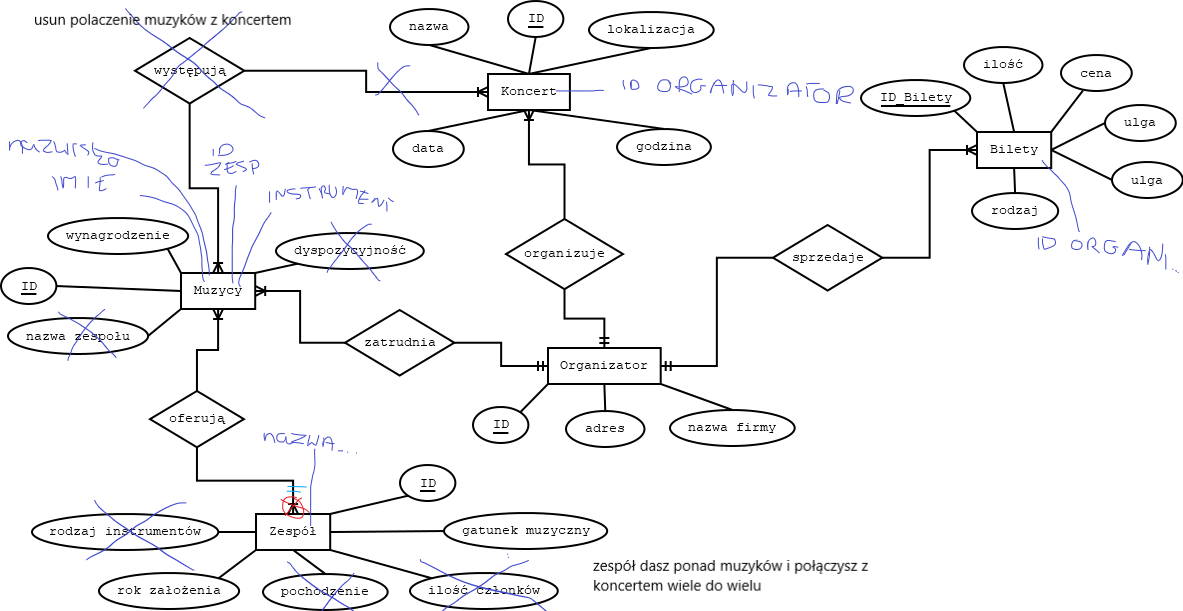 usun polaczenie muzyków z koncertem
nazwa
ID
lokalizacja
występują
Koncert
ID ORGANIZATOR
data
godzina
ilość
cena
ID_Bilety
ulga
Bilety
ulga
rodzaj
ID ORGANI...
NAZWISKO
IMIE
ID
ZESP
INSTRUMENT
wynagrodzenie
dyspozycyjność
ID
Muzycy
nazwa zespołu
organizuje
sprzedaje
zatrudnia
Organizator
ID
adres
nazwa firmy
oferują
NAZWA...
ID
rodzaj instrumentów
Zespół
gatunek muzyczny
rok założenia
pochodzenie
ilość członków
zespół dasz ponad muzyków i połączysz z
koncertem wiele do wielu